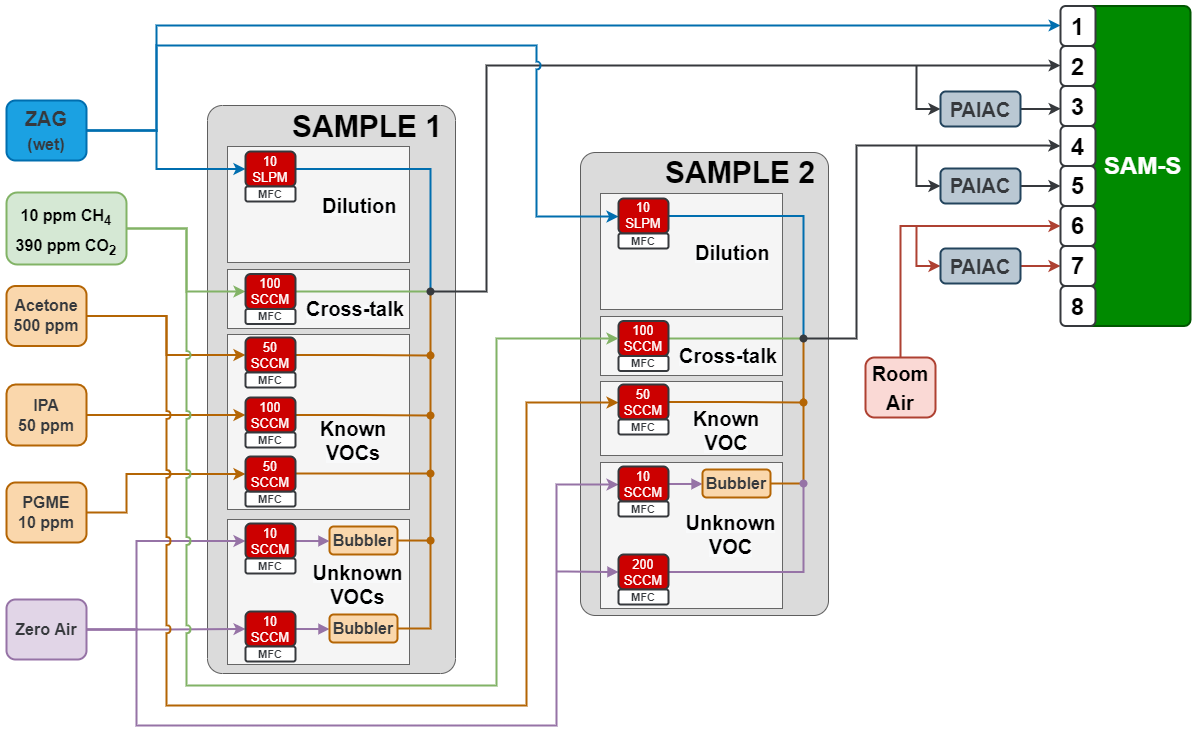 ZAG
(wet)
10 ppm CH4
390 ppm CO2
Acetone
500 ppm
IPA
50 ppm
PGME
10 ppm
Zero Air
SAMPLE 1
10
SLPM
MFC
Dilution
100
SCCM
MFC
Cross-talk
50
SCCM
MFC
100
SCCM
MFC
Known
VOCs
50
SCCM
MFC
10
SCCM
MFC
Bubbler
Unknown
VOCs
10
SCCM
MFC
Bubbler
SAMPLE 2
10
SLPM
MFC
Dilution
100
SCCM
MFC
Cross-talk
50
SCCM
MFC
Known
VOC
10
SCCM
MFC
Bubbler
Unknown
VOC
200
SCCM
MFC
Room
Air
PAIAC
PAIAC
PAIAC
1
2
3
4
5
6
7
8
SAM-S